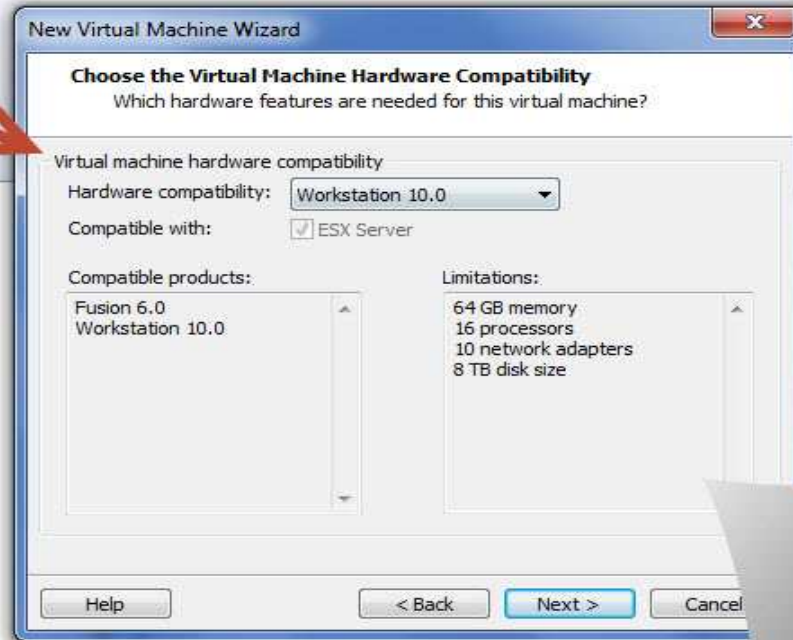 New Virtual Machine Wizard
Choose the Virtual Machine Hardware Compatibility
Which hardware features are needed for this virtual machine?
Virtual machine hardware compatibility
Hardware compatibility: Workstation 10.0
Compatible with: ESX Server
Compatible products:
Fusion 6.0
Workstation 10.0
Limitations:
64 GB memory
16 processors
10 network adapters
8 TB disk size
Help < Back Next > Cancel